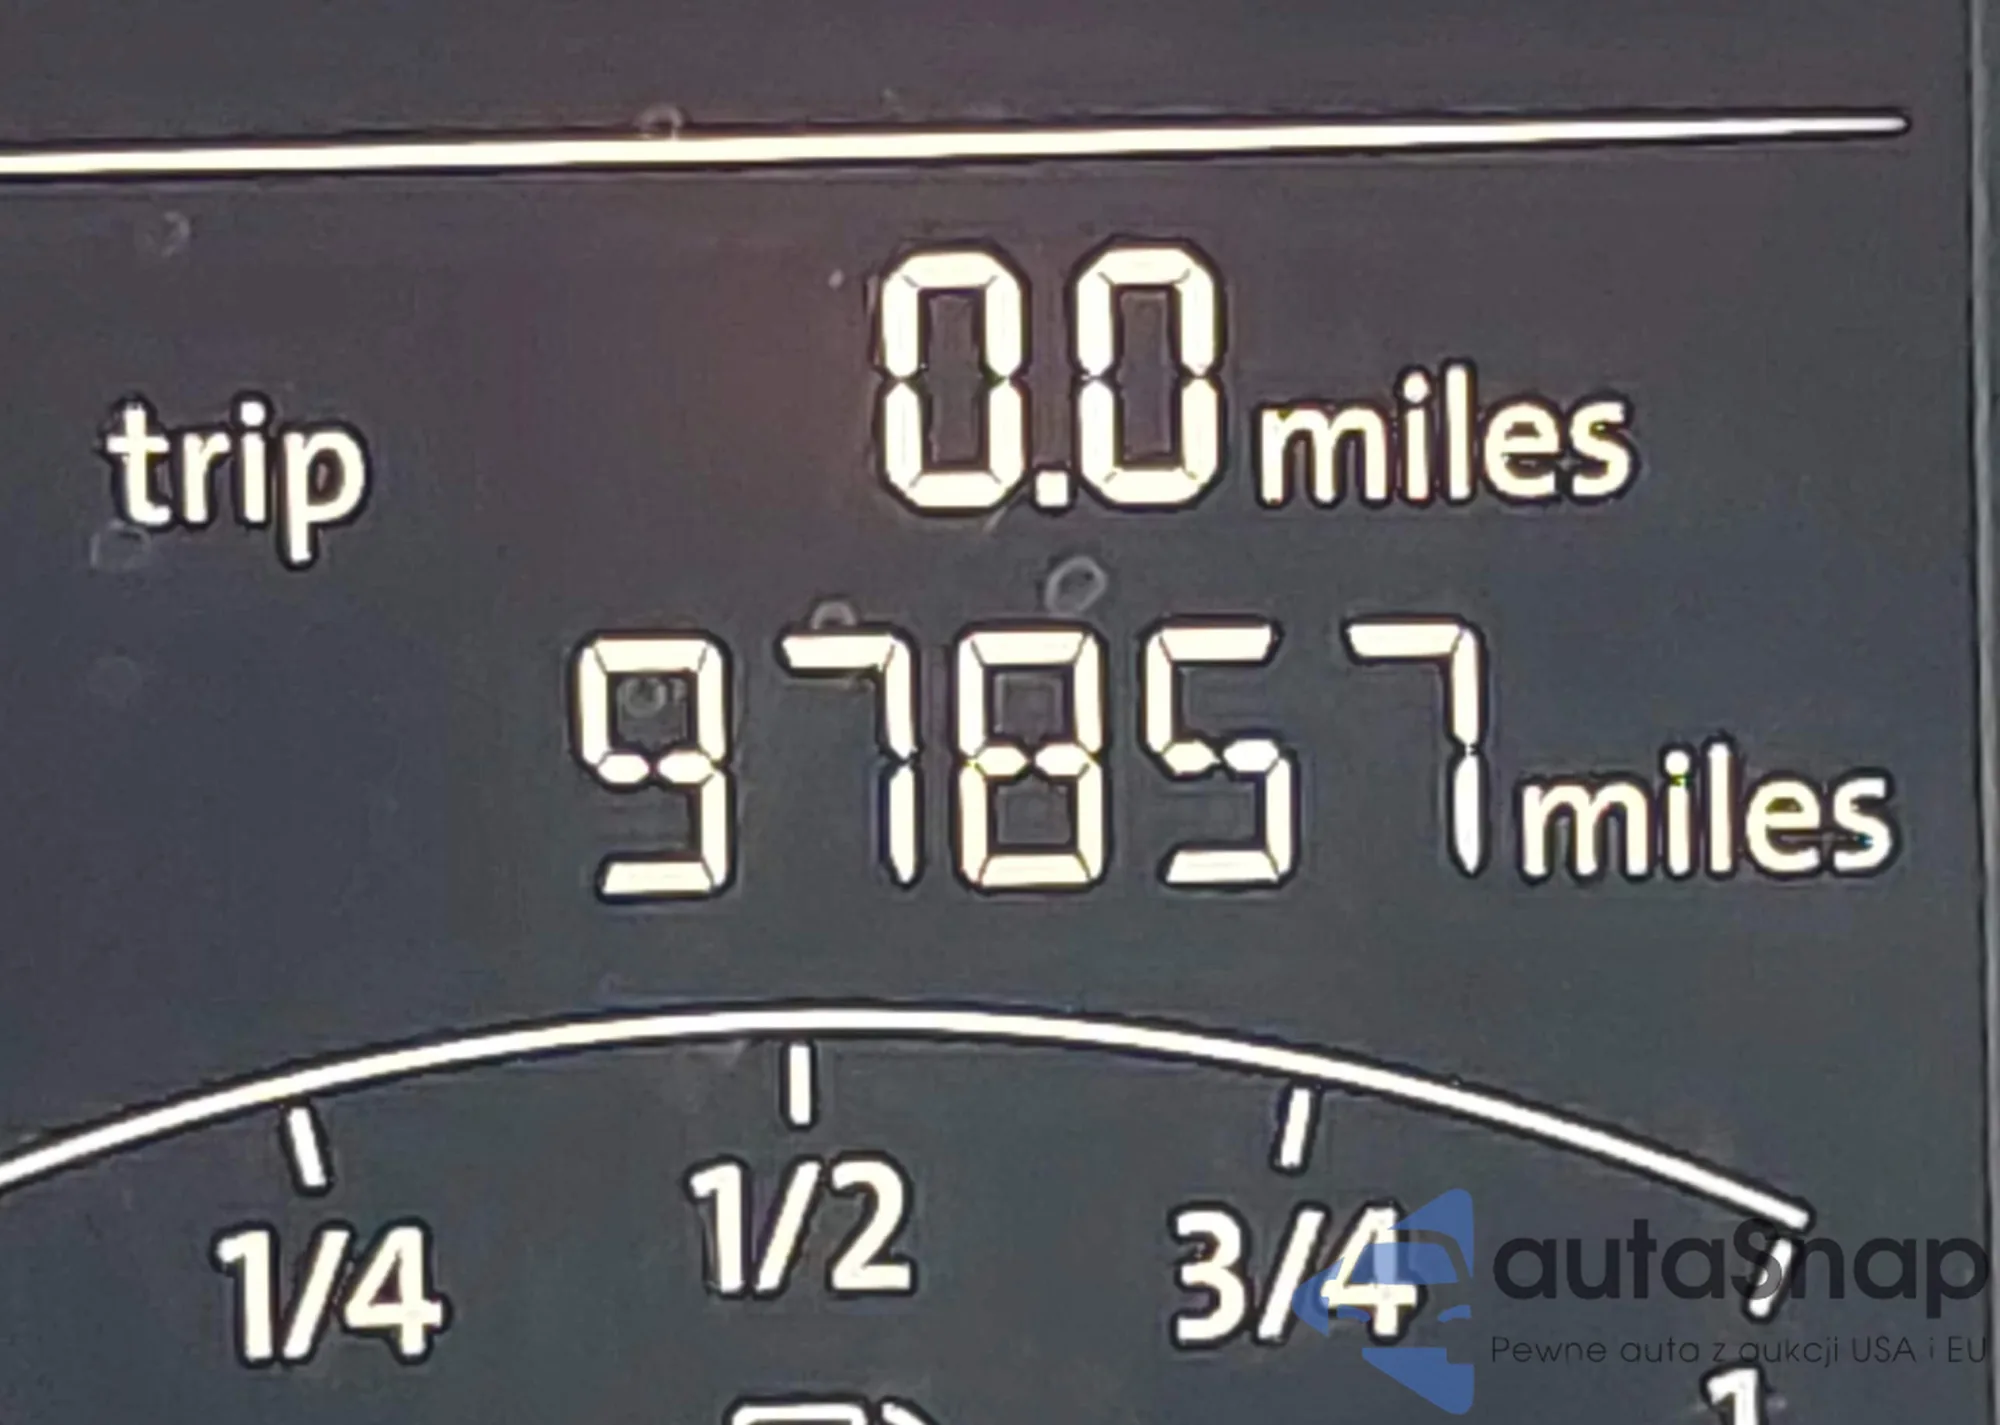 trip 0.0 miles
97857 miles
1/4 1/2 3/4 1
autaSnap
Pewne auta z aukcji USA i EU